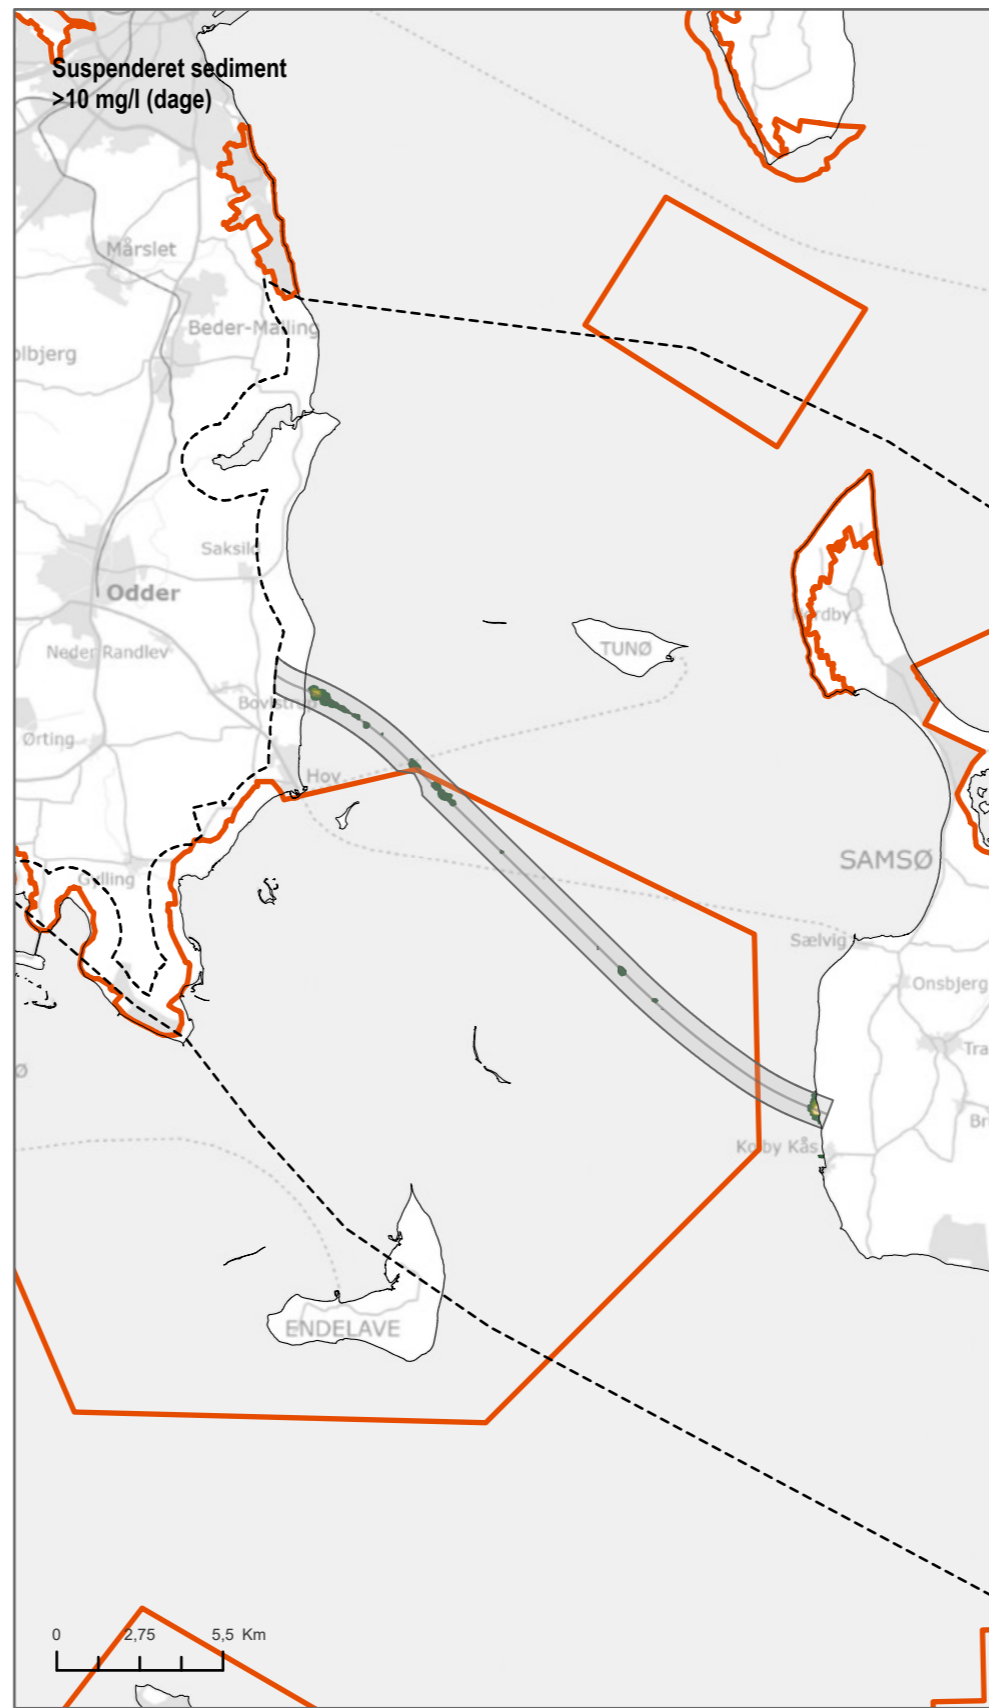 Suspenderet sediment
>10 mg/l (dage)
Mårslet
Beder-Malling
olbjerg
Saksild
Odder
Nordby
TUNØ
Neder Randlev
Ørting
Hov
SAMSØ
Gylling
Sælvig
Onsbjerg
Tra
Ø
Br
Kolby Kås
ENDELAVE
0 2,75 5,5 Km